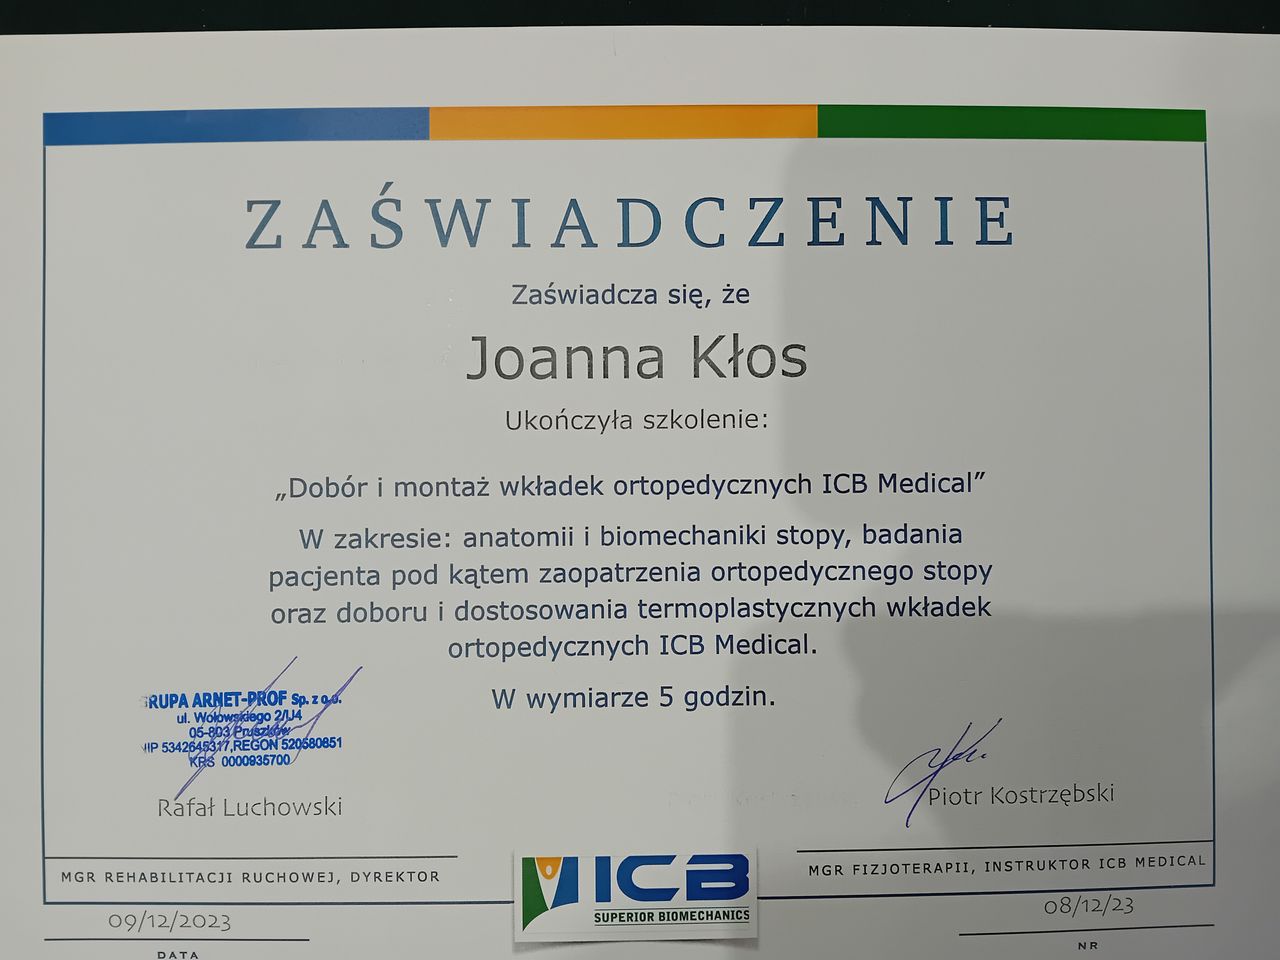 ZAŚWIADCZENIE
Zaświadcza się, że
Joanna Kłos
Ukończyła szkolenie:
„Dobór i montaż wkładek ortopedycznych ICB Medical”
W zakresie: anatomii i biomechaniki stopy, badania
pacjenta pod kątem zaopatrzenia ortopedycznego stopy
oraz doboru i dostosowania termoplastycznych wkładek
ortopedycznych ICB Medical.
W wymiarze 5 godzin.
GRUPA ARNET-PROF Sp. z o.o.
ul. Wołowskiego 2/U4
05-803 Pruszków
NIP 5342645317, REGON 520680851
KRS 0000935700
Rafał Luchowski
Piotr Kostrzębski
MGR REHABILITACJI RUCHOWEJ, DYREKTOR
MGR FIZJOTERAPII, INSTRUKTOR ICB MEDICAL
ICB
SUPERIOR BIOMECHANICS
09/12/2023
DATA
08/12/23
NR